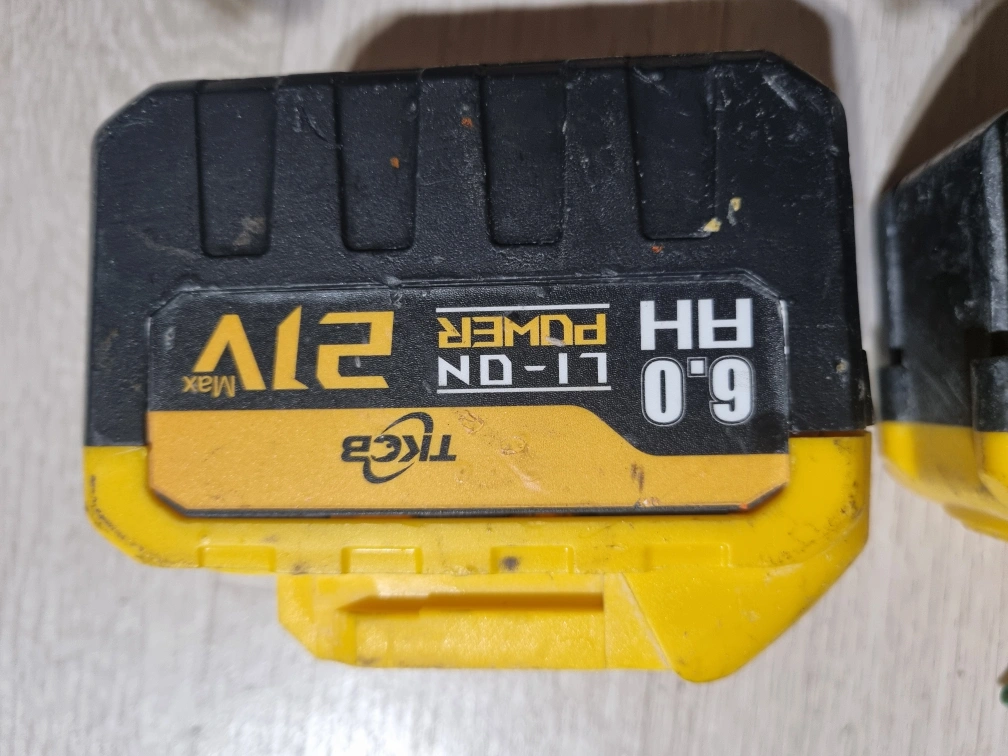 TKCB
6.0 AH
LI-ON
POWER
21V Max